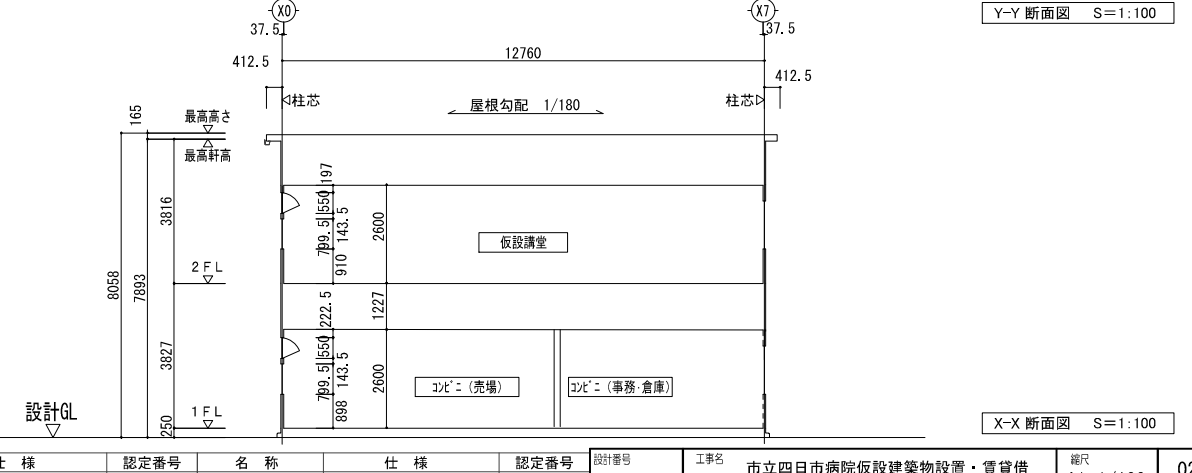 X0
X7
Y-Y 断面図 S=1:100
37.5
37.5
12760
412.5
412.5
柱芯
柱芯
屋根勾配 1/180
165
最高高さ
最高軒高
197
550
143.5
799.5
910
2600
3816
仮設講堂
2FL
8058
7893
222.5
1227
3827
550
143.5
799.5
898
2600
コンビニ(売場)
コンビニ(事務・倉庫)
設計GL
1FL
250
X-X 断面図 S=1:100
仕 様 認定番号 名 称 仕 様 認定番号
設計番号
工事名
市立四日市病院仮設建築物設置・賃貸借
縮尺